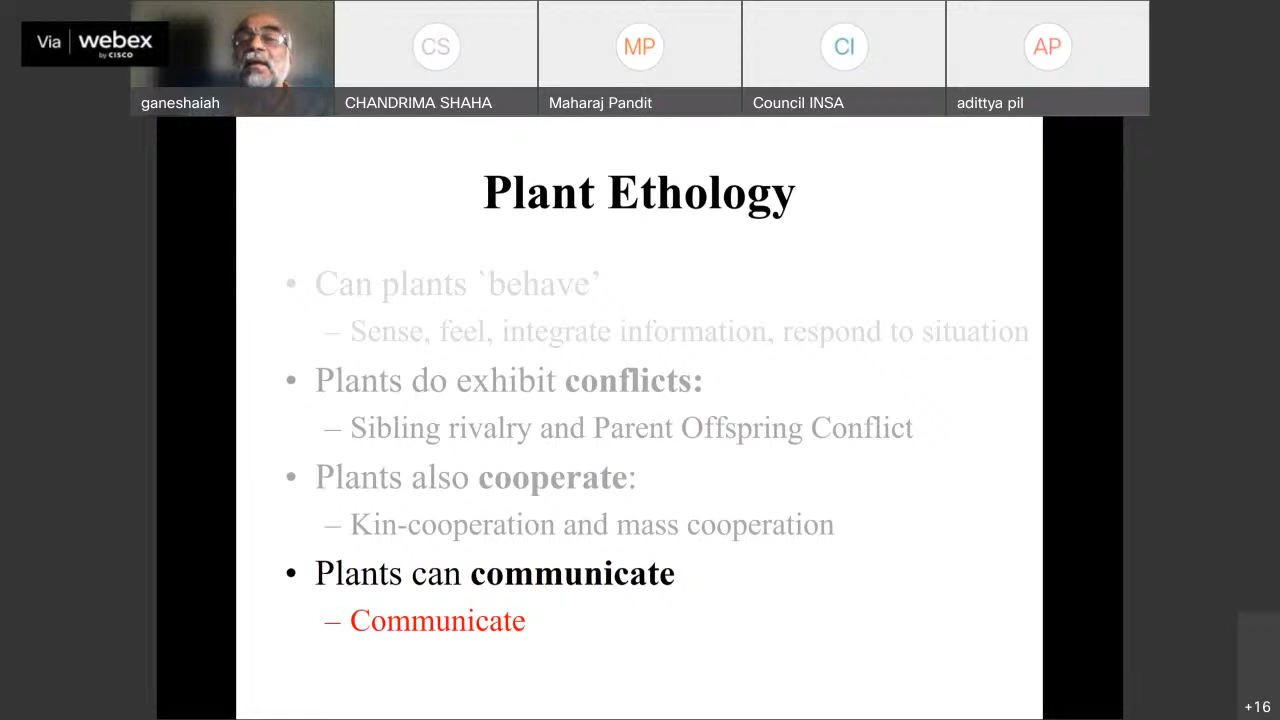 Via webex
by CISCO
CS
MP
CI
AP
ganeshaiah
CHANDRIMA SHAHA
Maharaj Pandit
Council INSA
adittya pil
Plant Ethology
• Can plants `behave’
– Sense, feel, integrate information, respond to situation
• Plants do exhibit conflicts:
– Sibling rivalry and Parent Offspring Conflict
• Plants also cooperate:
– Kin-cooperation and mass cooperation
• Plants can communicate
– Communicate
+16